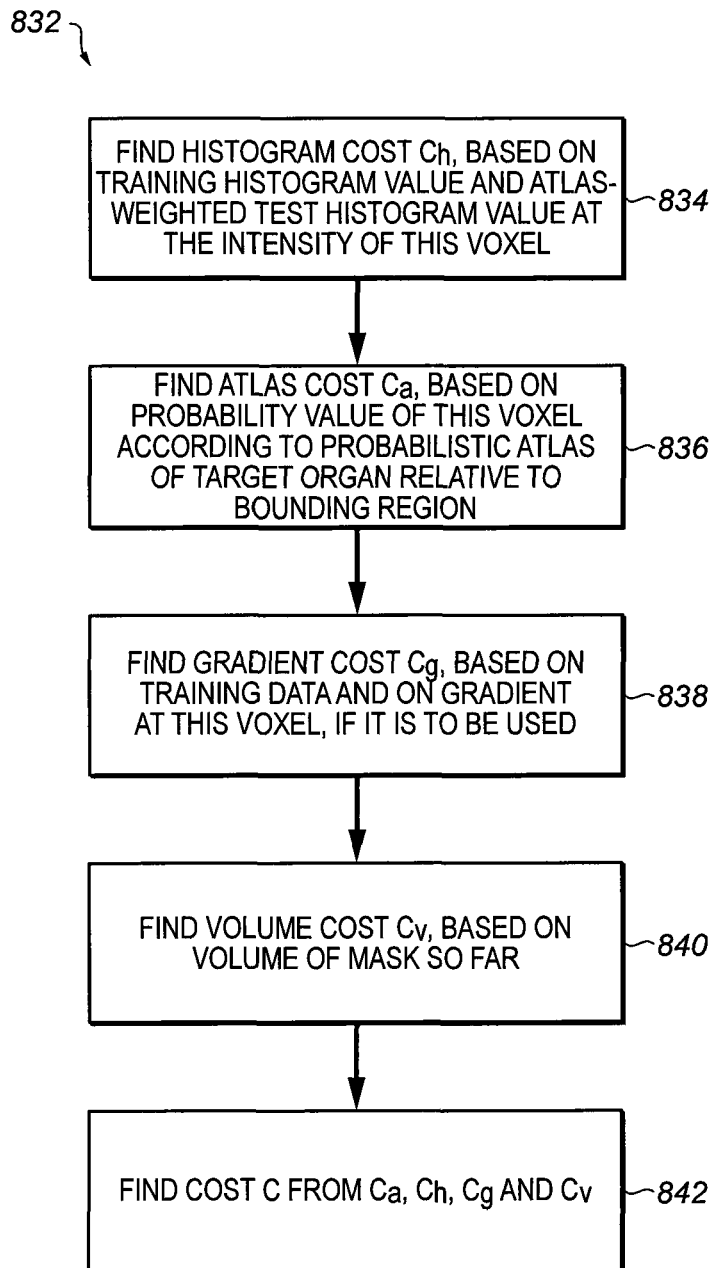 832
FIND HISTOGRAM COST Ch, BASED ON
TRAINING HISTOGRAM VALUE AND ATLAS-
WEIGHTED TEST HISTOGRAM VALUE AT
THE INTENSITY OF THIS VOXEL
834
FIND ATLAS COST Ca, BASED ON
PROBABILITY VALUE OF THIS VOXEL
ACCORDING TO PROBABILISTIC ATLAS
OF TARGET ORGAN RELATIVE TO
BOUNDING REGION
836
FIND GRADIENT COST Cg, BASED ON
TRAINING DATA AND ON GRADIENT
AT THIS VOXEL, IF IT IS TO BE USED
838
FIND VOLUME COST Cv, BASED ON
VOLUME OF MASK SO FAR
840
FIND COST C FROM Ca, Ch, Cg AND Cv
842